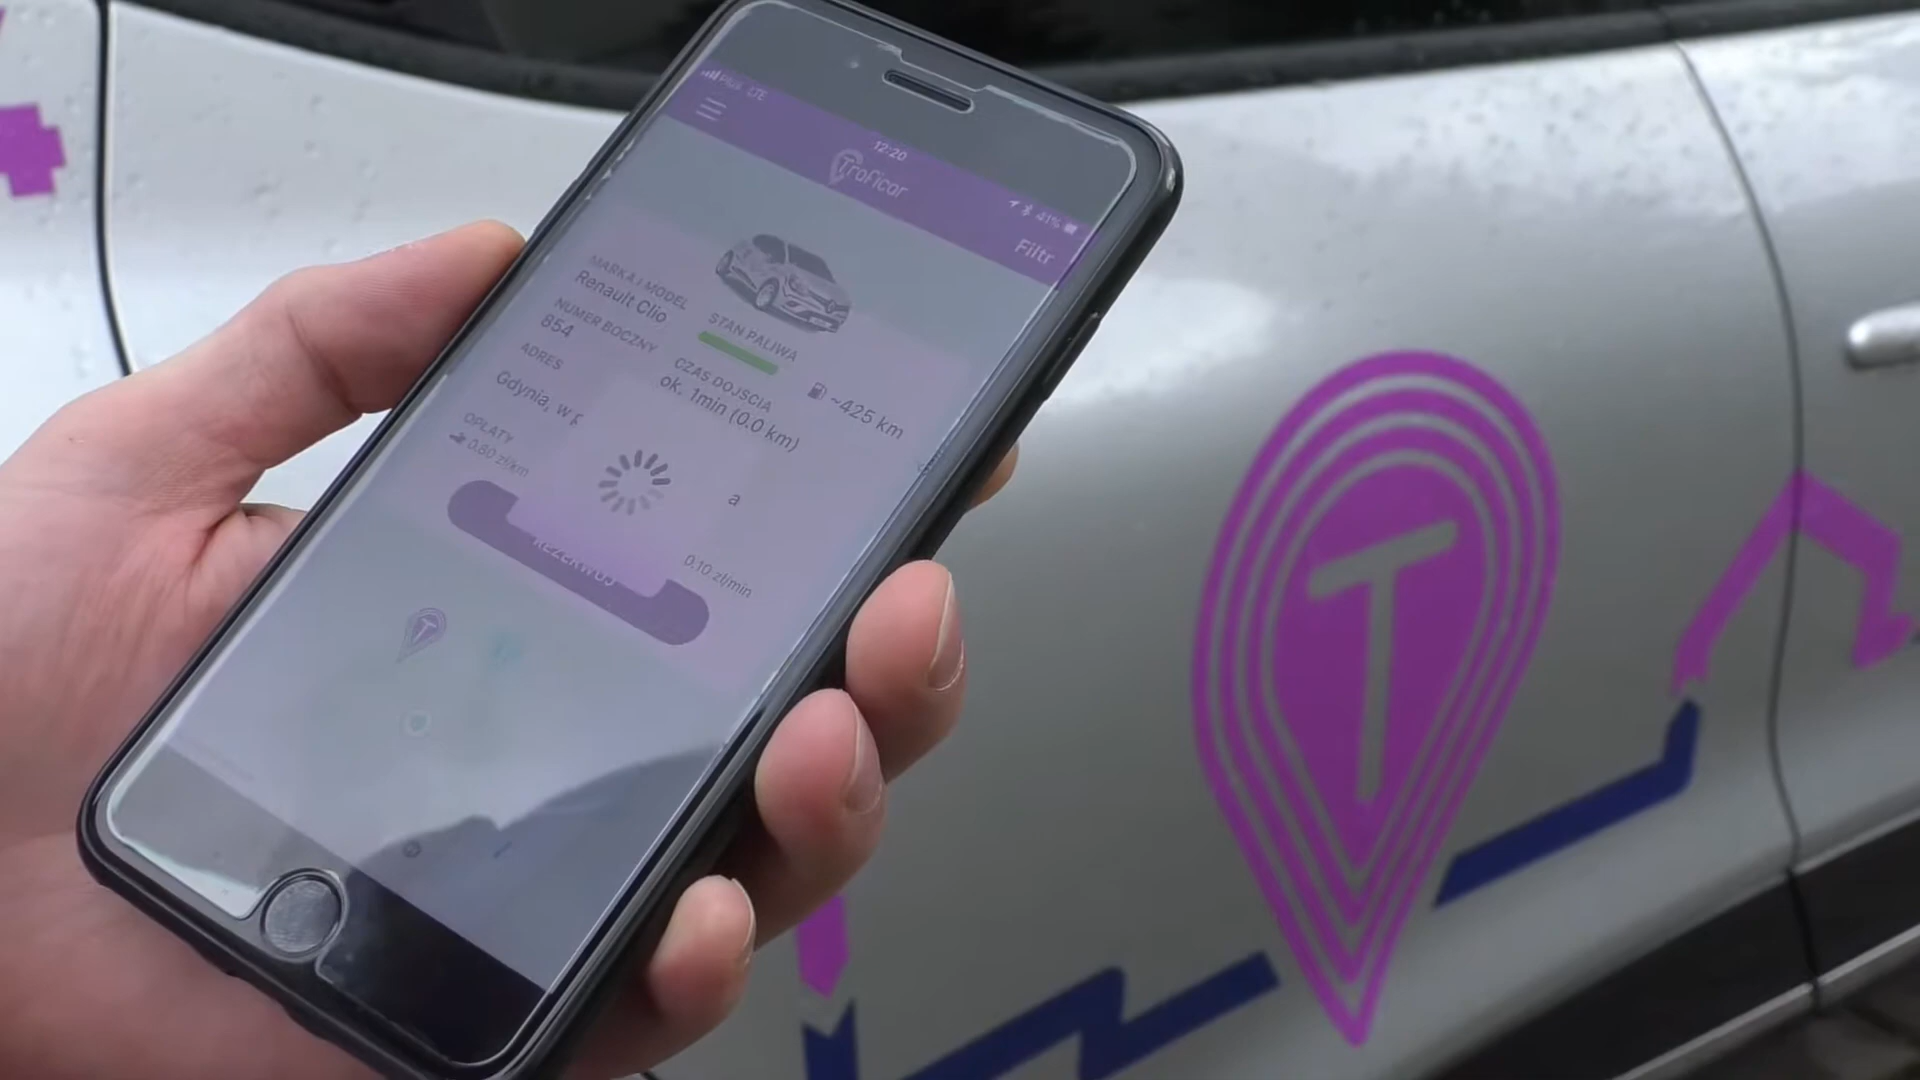 Plus LTE
12:20
41%
Traficar
Filtr
MARKA I MODEL
Renault Clio
STAN PALIWA
~425 km
NUMER BOCZNY
854
CZAS DOJŚCIA
ok. 1min (0.0 km)
ADRES
Gdynia, w
a
OPŁATY
0.80 zł/km
0.10 zł/min
REZERWUJ
T
T